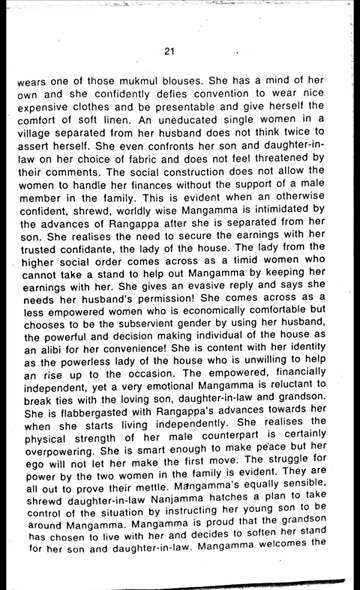 21
wears one of those mukmul blouses. She has a mind of her
own and she confidently defies convention to wear nice
expensive clothes and be presentable and give herself the
comfort of soft linen. An uneducated single women in a
village separated from her husband does not think twice to
assert herself. She even confronts her son and daughter-in-
law on her choice of fabric and does not feel threatened by
their comments. The social construction does not allow the
women to handle her finances without the support of a male
member in the family. This is evident when an otherwise
confident, shrewd, worldly wise Mangamma is intimidated by
the advances of Rangappa after she is separated from her
son. She realises the need to secure the earnings with her
trusted confidante, the lady of the house. The lady from the
higher social order comes across as a timid women who
cannot take a stand to help out Mangamma by keeping her
earnings with her. She gives an evasive reply and says she
needs her husband's permission! She comes across as a
less empowered women who is economically comfortable but
chooses to be the subservient gender by using her husband,
the powerful and decision making individual of the house as
an alibi for her convenience! She is content with her identity
as the powerless lady of the house who is unwilling to help
an rise up to the occasion. The empowered, financially
independent, yet a very emotional Mangamma is reluctant to
break ties with the loving son, daughter-in-law and grandson.
She is flabbergasted with Rangappa's advances towards her
when she starts living independently. She realises the
physical strength of her male counterpart is certainly
overpowering. She is smart enough to make peace but her
ego will not let her make the first move. The struggle for
power by the two women in the family is evident. They are
all out to prove their mettle. Mangamma's equally sensible,
shrewd daughter-in-law Nanjamma hatches a plan to take
control of the situation by instructing her young son to be
around Mangamma. Mangamma is proud that the grandson
has chosen to live with her and decides to soften her stand
for her son and daughter-in-law. Mangamma welcomes the